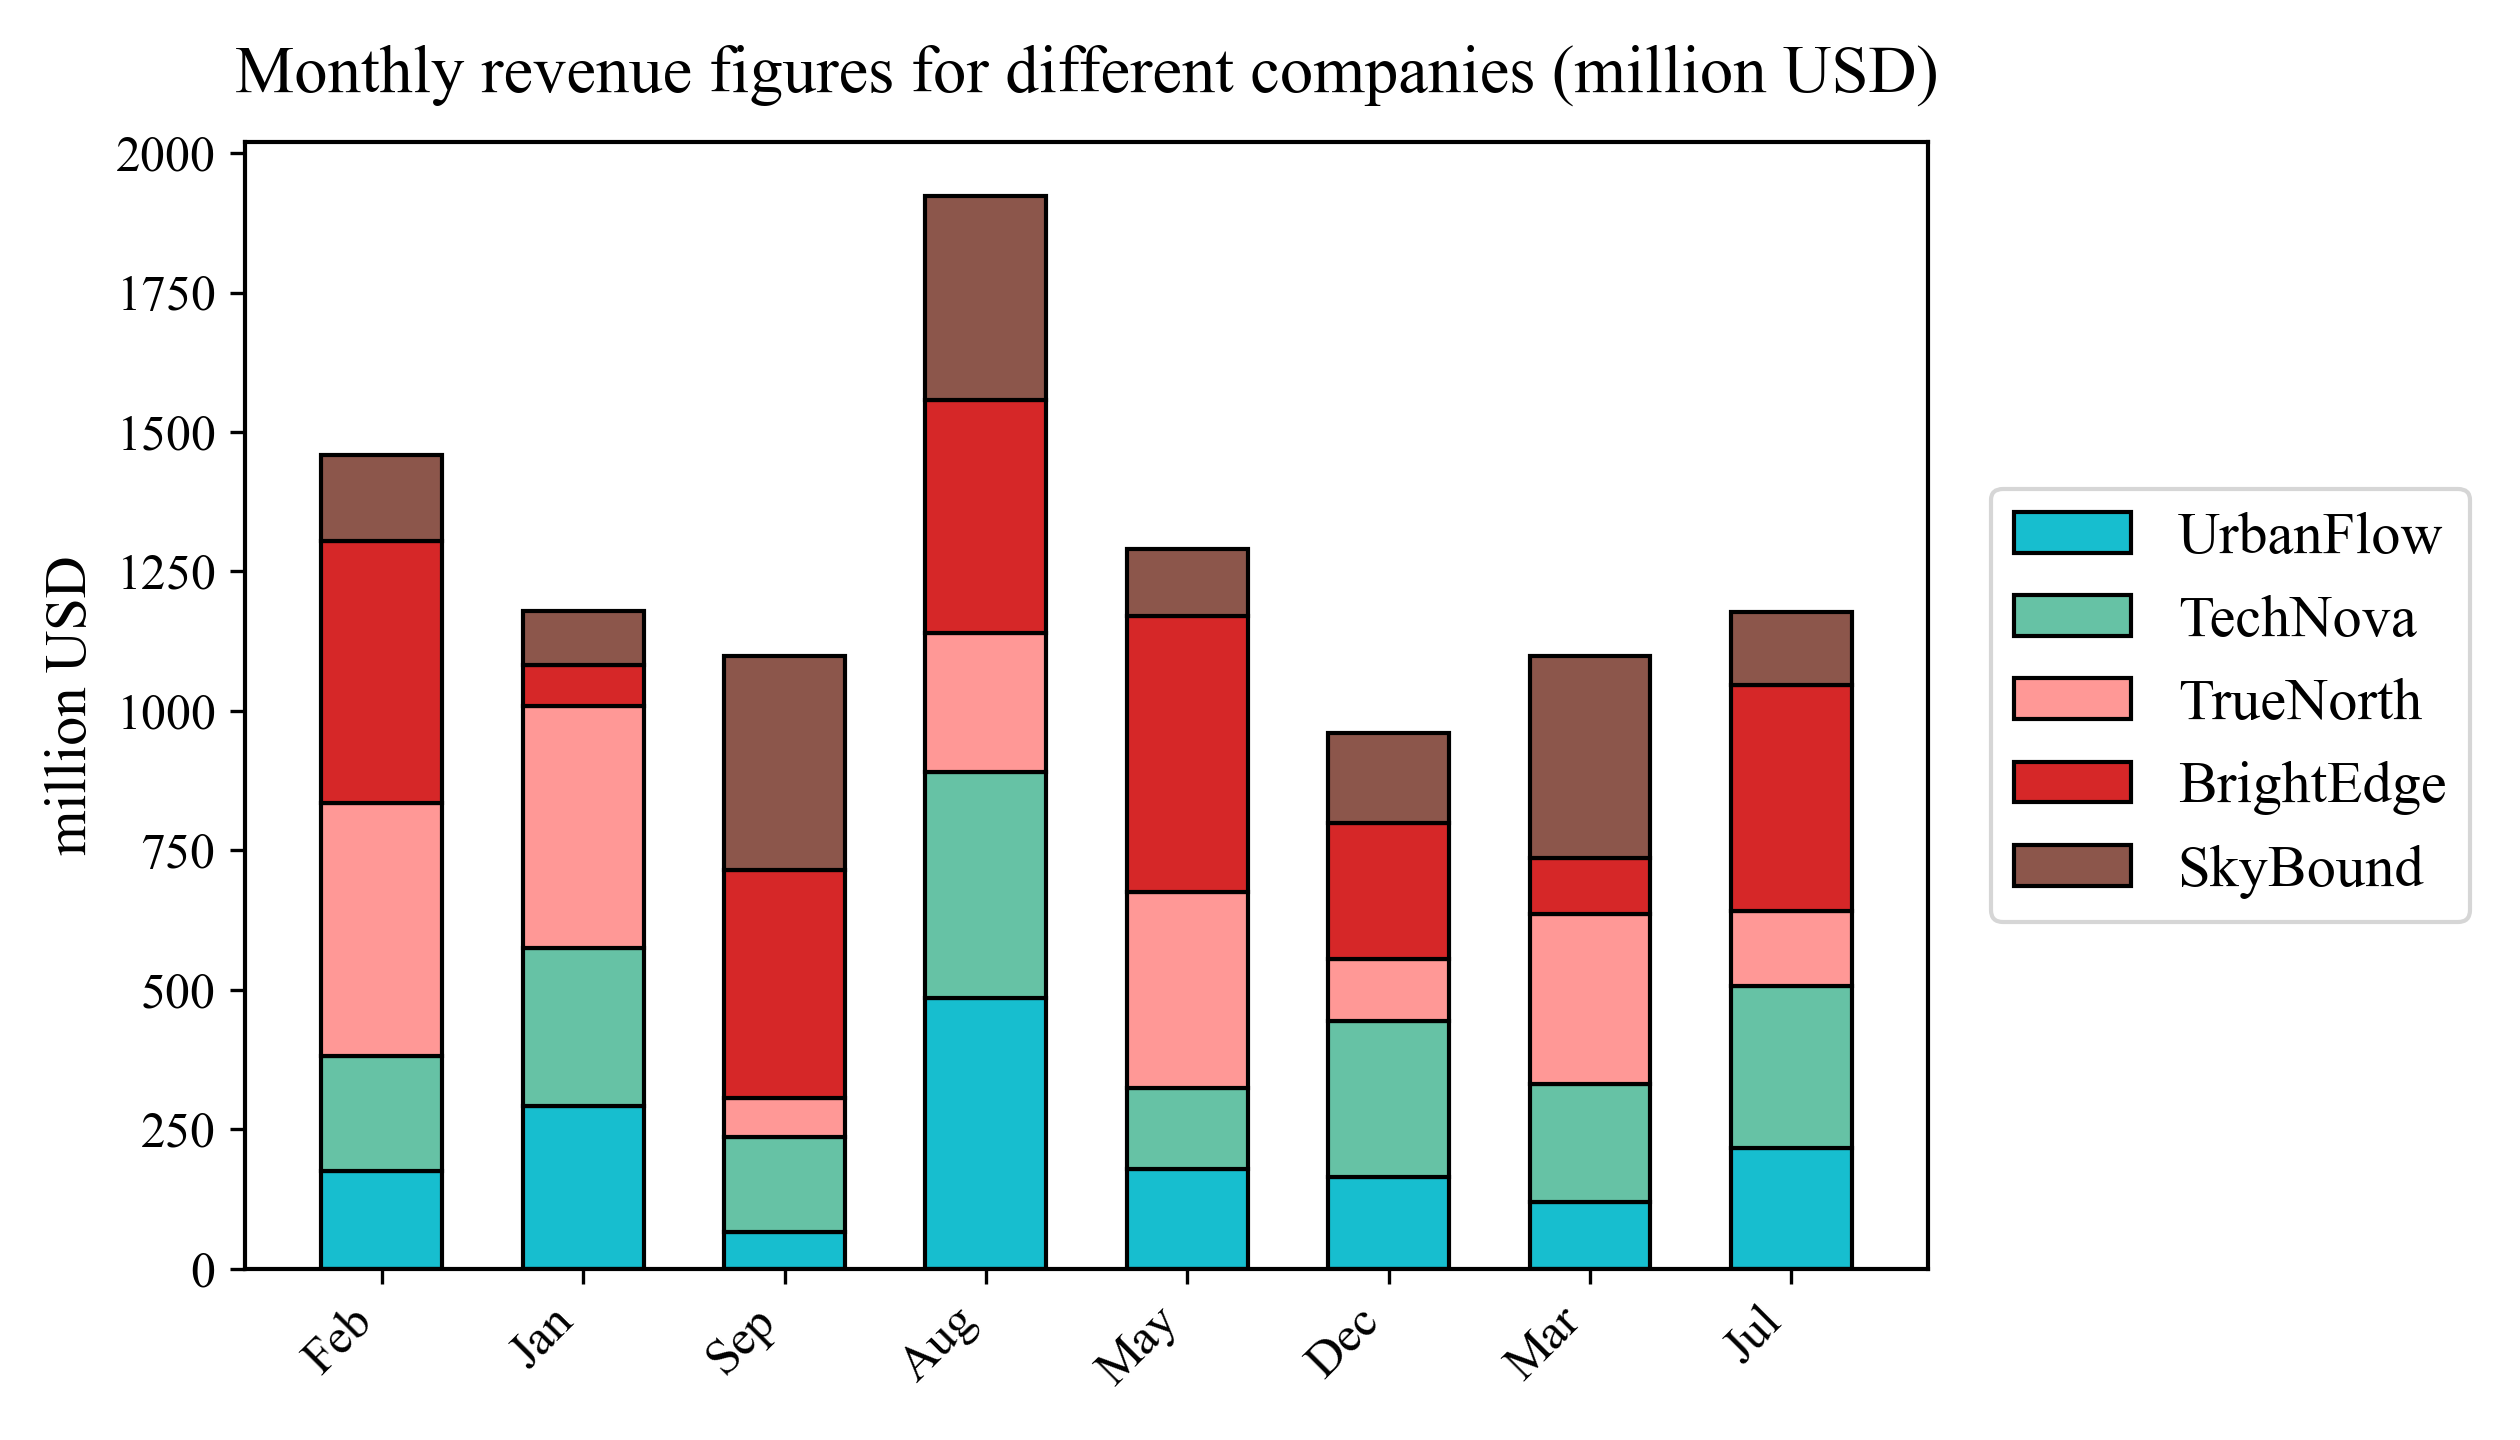 Monthly revenue figures for different companies (million USD)
million USD
2000
1750
1500
1250
1000
750
500
250
0
Feb
Jan
Sep
Aug
May
Dec
Mar
Jul
UrbanFlow
TechNova
TrueNorth
BrightEdge
SkyBound